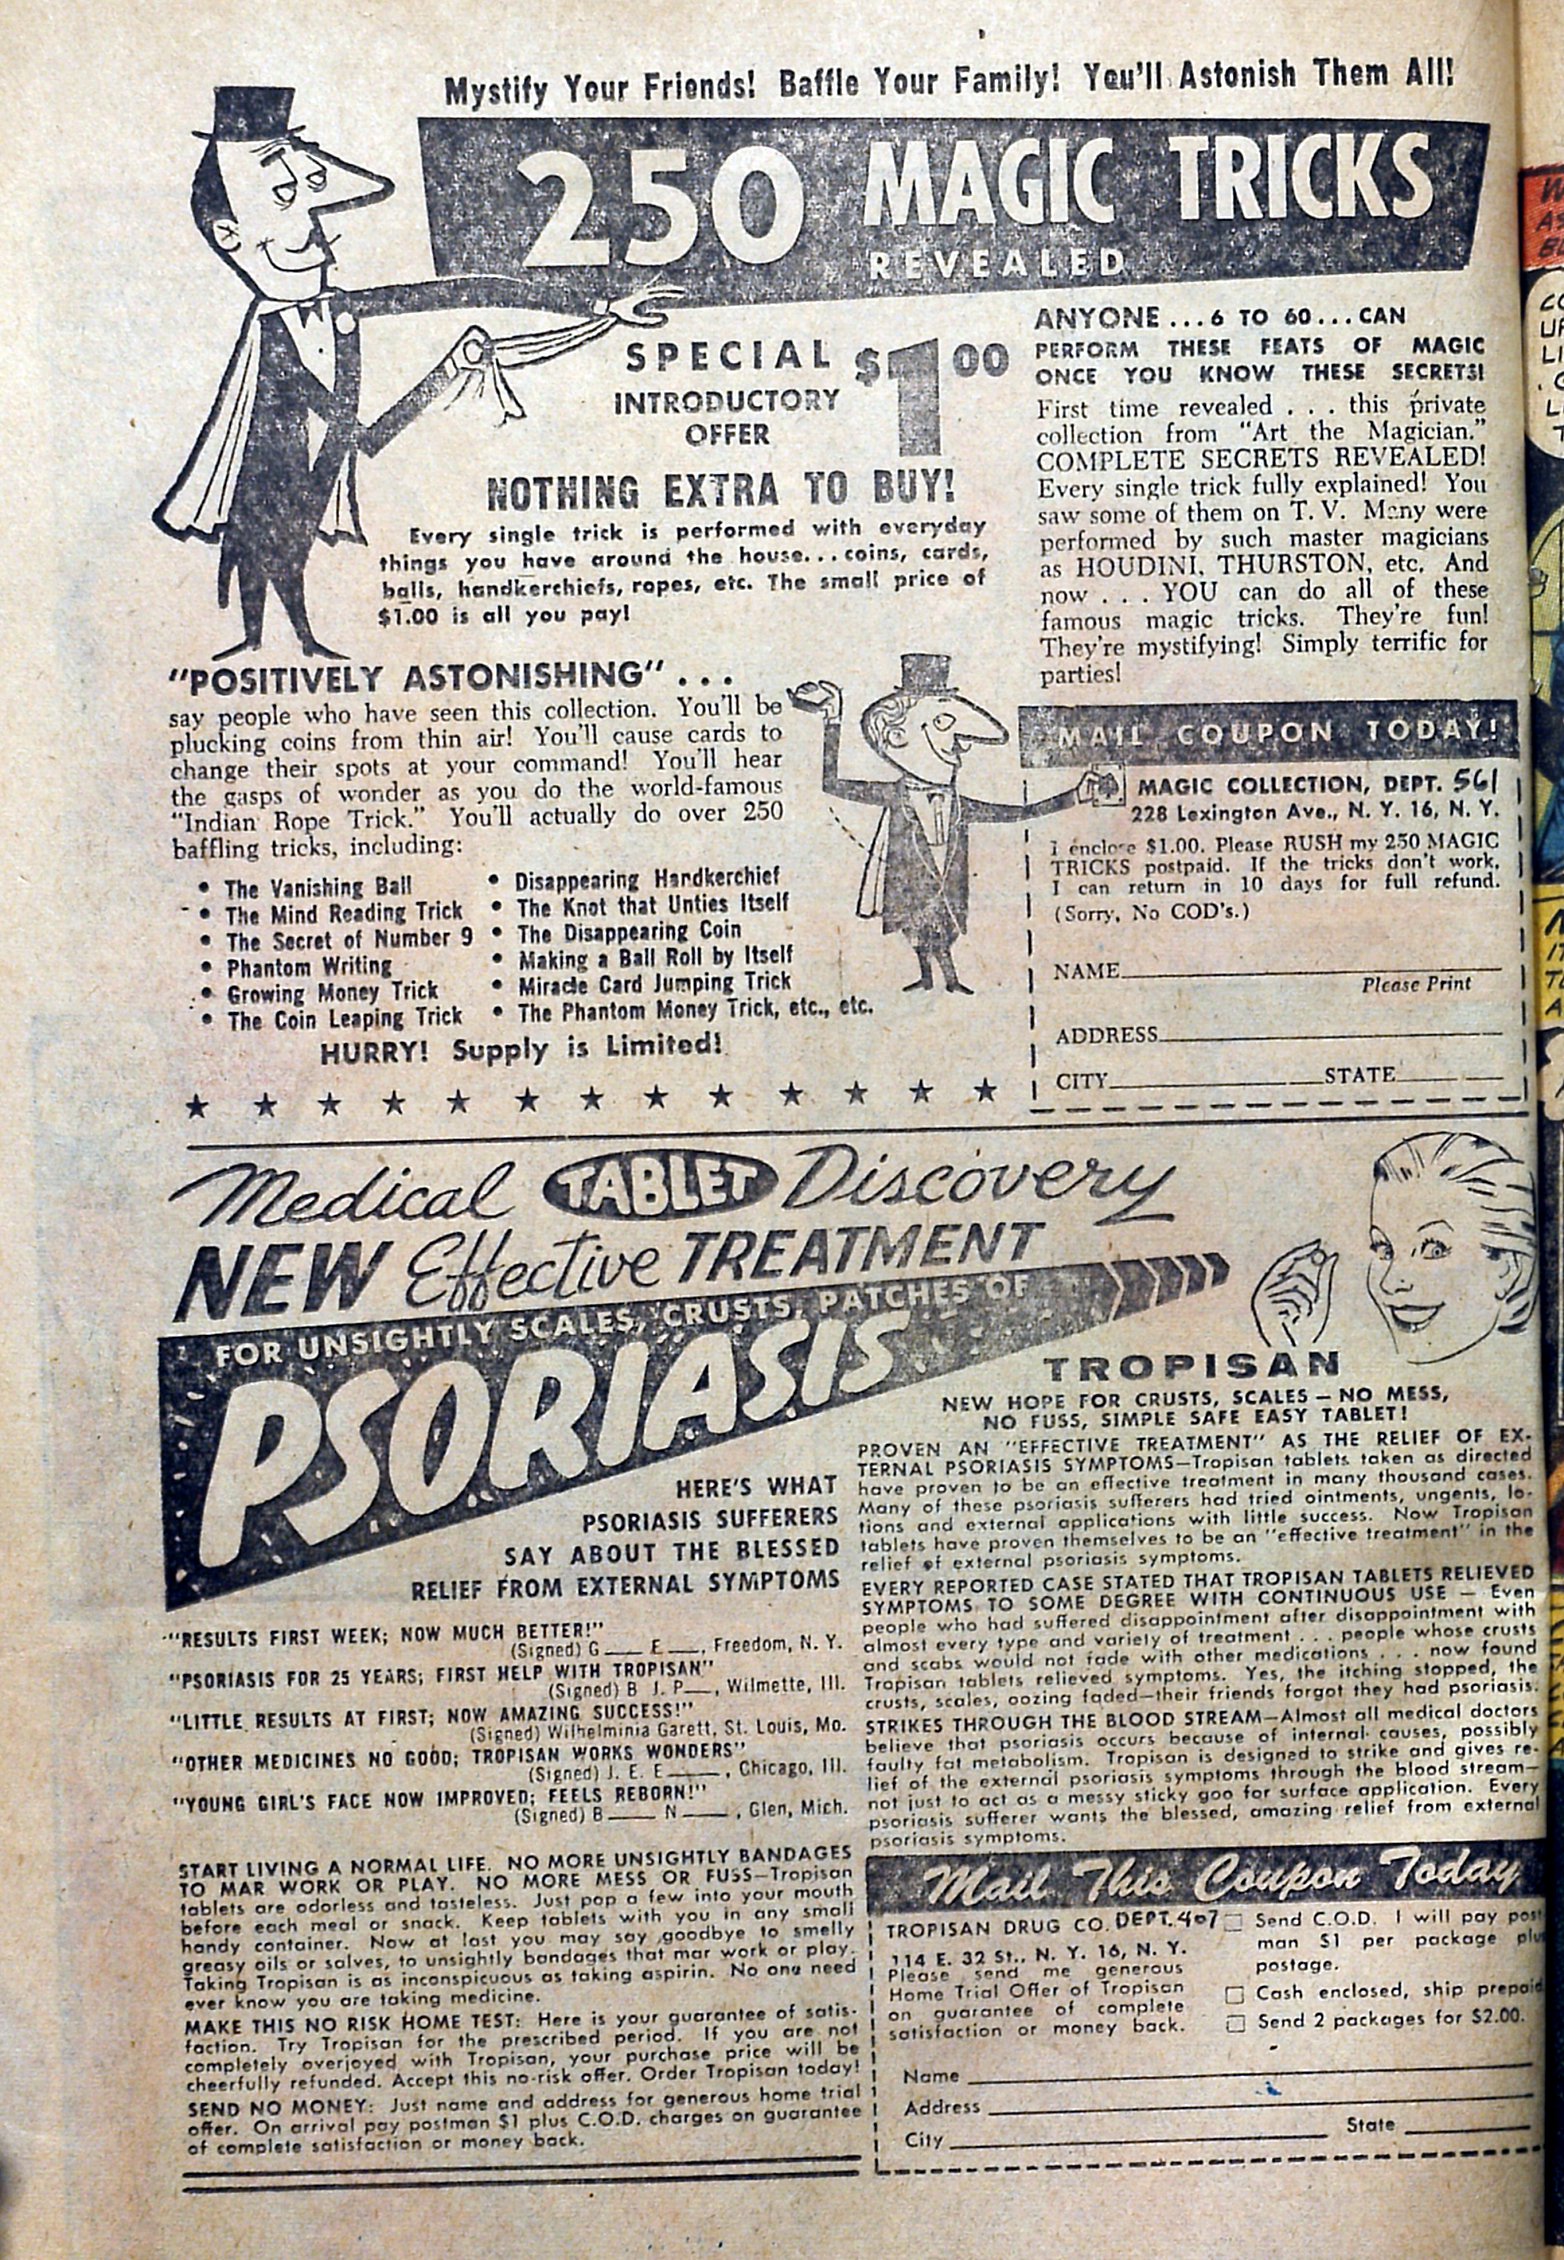 Mystify Your Friends! Baffle Your Family! You'll Astonish Them All!
250 MAGIC TRICKS
REVEALED
SPECIAL
INTRODUCTORY
OFFER
$1.00
NOTHING EXTRA TO BUY!
Every single trick is performed with everyday
things you have around the house...coins, cards,
balls, handkerchiefs, ropes, etc. The small price of
$1.00 is all you pay!
ANYONE ...6 TO 60...CAN
PERFORM THESE FEATS OF MAGIC
ONCE YOU KNOW THESE SECRETS!
First time revealed . . . this private
collection from "Art the Magician."
COMPLETE SECRETS REVEALED!
Every single trick fully explained! You
saw some of them on T. V. Many were
performed by such master magicians
as HOUDINI, THURSTON, etc. And
now . . . YOU can do all of these
famous magic tricks. They're fun!
They're mystifying! Simply terrific for
parties!
"POSITIVELY ASTONISHING" . . .
say people who have seen this collection. You'll be
plucking coins from thin air! You'll cause cards to
change their spots at your command! You'll hear
the gasps of wonder as you do the world-famous
"Indian Rope Trick." You'll actually do over 250
baffling tricks, including:
• The Vanishing Ball
• The Mind Reading Trick
• The Secret of Number 9
• Phantom Writing
• Growing Money Trick
• The Coin Leaping Trick
• Disappearing Handkerchief
• The Knot that Unties Itself
• The Disappearing Coin
• Making a Ball Roll by Itself
• Miracle Card Jumping Trick
• The Phantom Money Trick, etc., etc.
HURRY! Supply is Limited!
MAIL COUPON TODAY!
MAGIC COLLECTION, DEPT. 561
228 Lexington Ave., N. Y. 16, N. Y.
I enclose $1.00. Please RUSH my 250 MAGIC
TRICKS postpaid. If the tricks don't work,
I can return in 10 days for full refund.
(Sorry, No COD's.)
NAME
Please Print
ADDRESS
CITY STATE
Medical TABLET Discovery
NEW Effective TREATMENT
FOR UNSIGHTLY SCALES, CRUSTS, PATCHES OF
PSORIASIS
HERE'S WHAT
PSORIASIS SUFFERERS
SAY ABOUT THE BLESSED
RELIEF FROM EXTERNAL SYMPTOMS
"RESULTS FIRST WEEK; NOW MUCH BETTER!"
(Signed) G___ E___, Freedom, N. Y.
"PSORIASIS FOR 25 YEARS; FIRST HELP WITH TROPISAN"
(Signed) B J. P___, Wilmette, Ill.
"LITTLE RESULTS AT FIRST; NOW AMAZING SUCCESS!"
(Signed) Wilhelminia Garett, St. Louis, Mo.
"OTHER MEDICINES NO GOOD; TROPISAN WORKS WONDERS"
(Signed) J. E. E____, Chicago, Ill.
"YOUNG GIRL'S FACE NOW IMPROVED; FEELS REBORN!"
(Signed) B____ N____, Glen, Mich.
START LIVING A NORMAL LIFE. NO MORE UNSIGHTLY BANDAGES
TO MAR WORK OR PLAY. NO MORE MESS OR FUSS—Tropisan
tablets are odorless and tasteless. Just pop a few into your mouth
before each meal or snack. Keep tablets with you in any small
handy container. Now at last you may say goodbye to smelly
greasy oils or salves, to unsightly bandages that mar work or play.
Taking Tropisan is as inconspicuous as taking aspirin. No one need
ever know you are taking medicine.
MAKE THIS NO RISK HOME TEST: Here is your guarantee of satis-
faction. Try Tropisan for the prescribed period. If you are not
completely overjoyed with Tropisan, your purchase price will be
cheerfully refunded. Accept this no-risk offer. Order Tropisan today!
SEND NO MONEY: Just name and address for generous home trial
offer. On arrival pay postman $1 plus C.O.D. charges on guarantee
of complete satisfaction or money back.
TROPISAN
NEW HOPE FOR CRUSTS, SCALES — NO MESS,
NO FUSS, SIMPLE SAFE EASY TABLET!
PROVEN AN "EFFECTIVE TREATMENT" AS THE RELIEF OF EX-
TERNAL PSORIASIS SYMPTOMS—Tropisan tablets taken as directed
have proven to be an effective treatment in many thousand cases.
Many of these psoriasis sufferers had tried ointments, ungents, lo-
tions and external applications with little success. Now Tropisan
tablets have proven themselves to be an "effective treatment" in the
relief of external psoriasis symptoms.
EVERY REPORTED CASE STATED THAT TROPISAN TABLETS RELIEVED
SYMPTOMS TO SOME DEGREE WITH CONTINUOUS USE — Even
people who had suffered disappointment after disappointment with
almost every type and variety of treatment . . . people whose crusts
and scabs would not fade with other medications . . . now found
Tropisan tablets relieved symptoms. Yes, the itching stopped, the
crusts, scales, oozing faded—their friends forgot they had psoriasis.
STRIKES THROUGH THE BLOOD STREAM—Almost all medical doctors
believe that psoriasis occurs because of internal causes, possibly
faulty fat metabolism. Tropisan is designed to strike and gives re-
lief of the external psoriasis symptoms through the blood stream—
not just to act as a messy sticky goo for surface application. Every
psoriasis sufferer wants the blessed, amazing relief from external
psoriasis symptoms.
Mail This Coupon Today
TROPISAN DRUG CO. DEPT. 407
114 E. 32 St., N. Y. 16, N. Y.
Please send me generous
Home Trial Offer of Tropisan
on guarantee of complete
satisfaction or money back.
Send C.O.D. I will pay post-
man $1 per package plus
postage.
Cash enclosed, ship prepaid.
Send 2 packages for $2.00.
Name
Address
City State